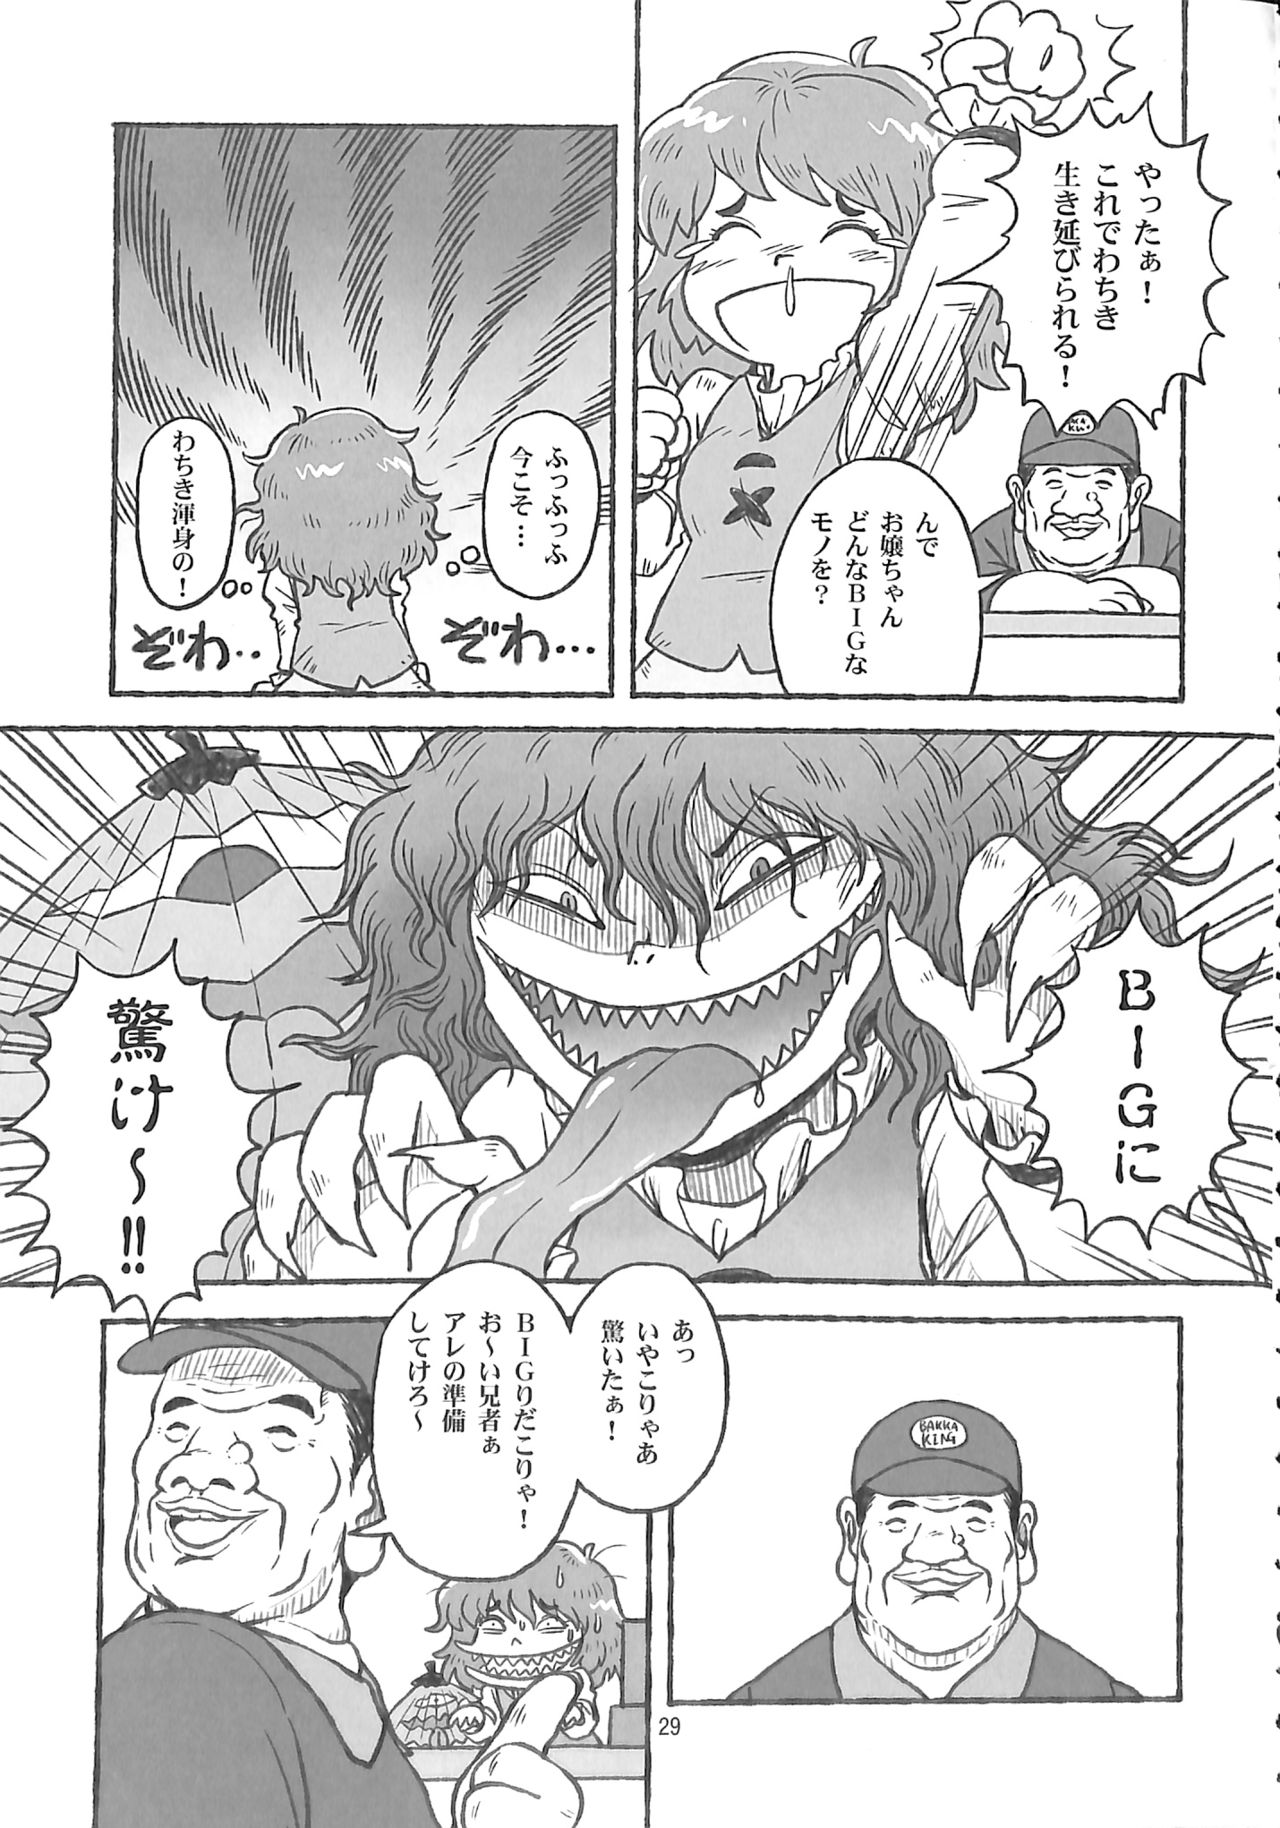 やったぁ！
これでわちき
生き延びられる！
んで
お嬢ちゃん
どんなBIGな
モノを？
ふっふっふ
今こそ…
わちき渾身の！
ぞわ…
ぞわ‥
BIGに
驚け～!!
BAKKA
KING
あっ
いやこりゃあ
驚いたぁ！
BIGりだこりゃ！
お～い兄者ぁ
アレの準備
してけろ～
29